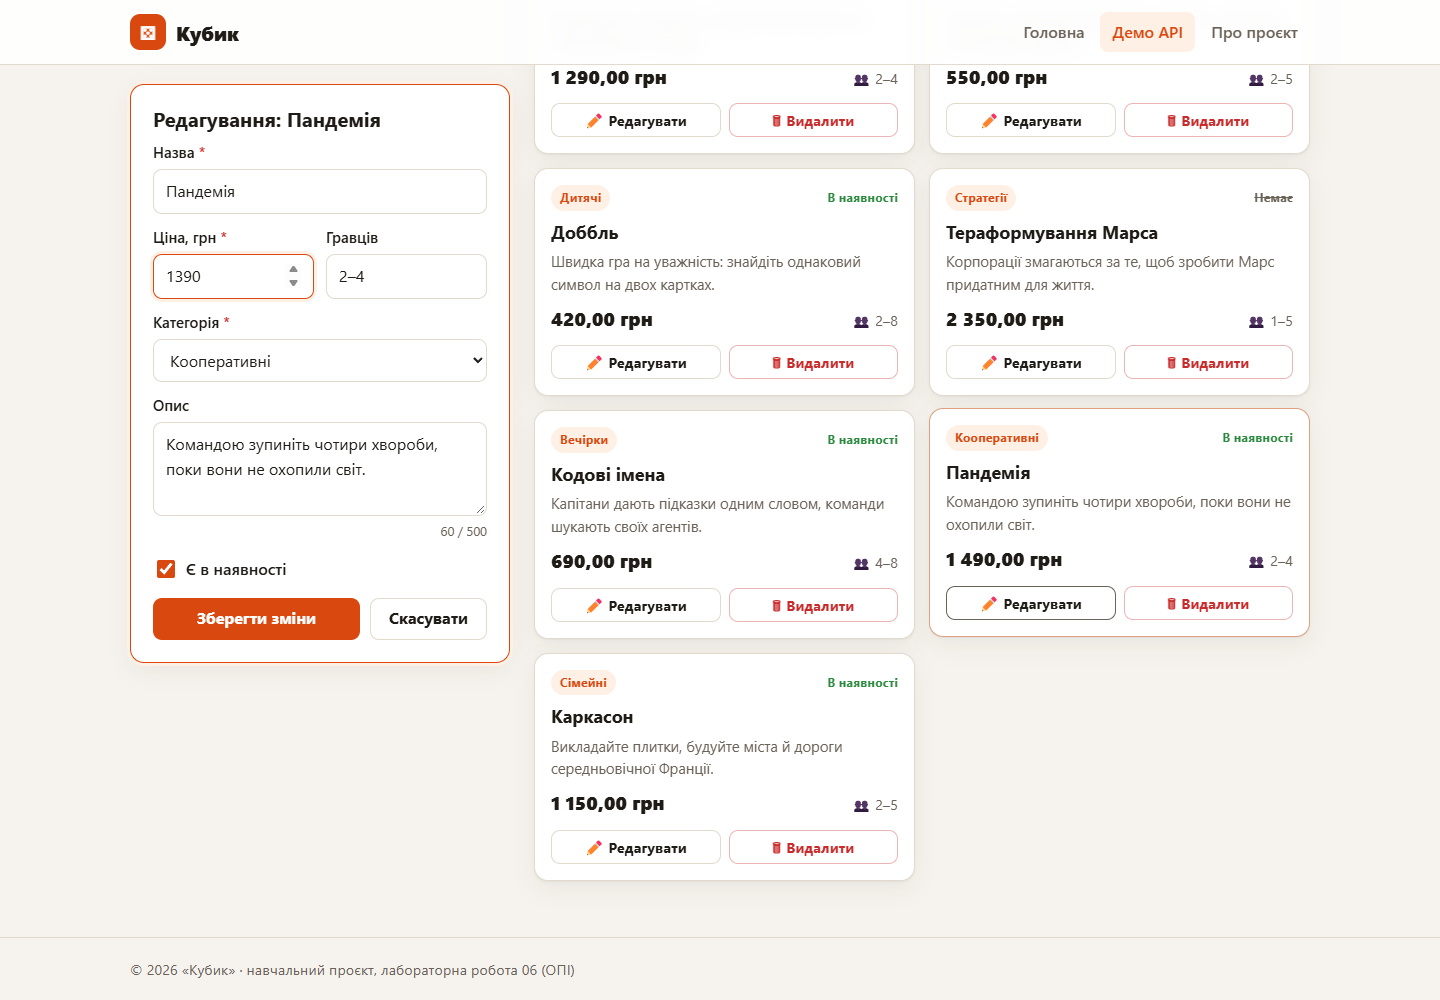 Кубик
Головна
Демо API
Про проєкт
Редагування: Пандемія
Назва *
Пандемія
Ціна, грн *
Гравців
1390
2–4
Категорія *
Кооперативні
Опис
Командою зупиніть чотири хвороби,
поки вони не охопили світ.
60 / 500
Є в наявності
Зберегти зміни
Скасувати
1 290,00 грн
2–4
Редагувати
Видалити
550,00 грн
2–5
Редагувати
Видалити
Дитячі
В наявності
Доббль
Швидка гра на уважність: знайдіть однаковий
символ на двох картках.
420,00 грн
2–8
Редагувати
Видалити
Стратегії
Немає
Тераформування Марса
Корпорації змагаються за те, щоб зробити Марс
придатним для життя.
2 350,00 грн
1–5
Редагувати
Видалити
Вечірки
В наявності
Кодові імена
Капітани дають підказки одним словом, команди
шукають своїх агентів.
690,00 грн
4–8
Редагувати
Видалити
Кооперативні
В наявності
Пандемія
Командою зупиніть чотири хвороби, поки вони не
охопили світ.
1 490,00 грн
2–4
Редагувати
Видалити
Сімейні
В наявності
Каркасон
Викладайте плитки, будуйте міста й дороги
середньовічної Франції.
1 150,00 грн
2–5
Редагувати
Видалити
© 2026 «Кубик» · навчальний проєкт, лабораторна робота 06 (ОПІ)